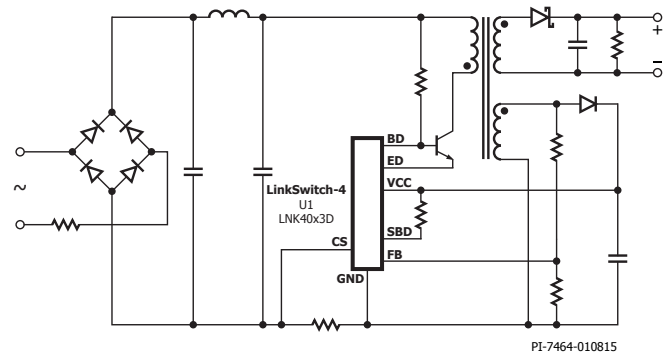 +
−
BD
ED
LinkSwitch-4
U1
LNK40x3D
VCC
~
SBD
CS
FB
GND
PI-7464-010815